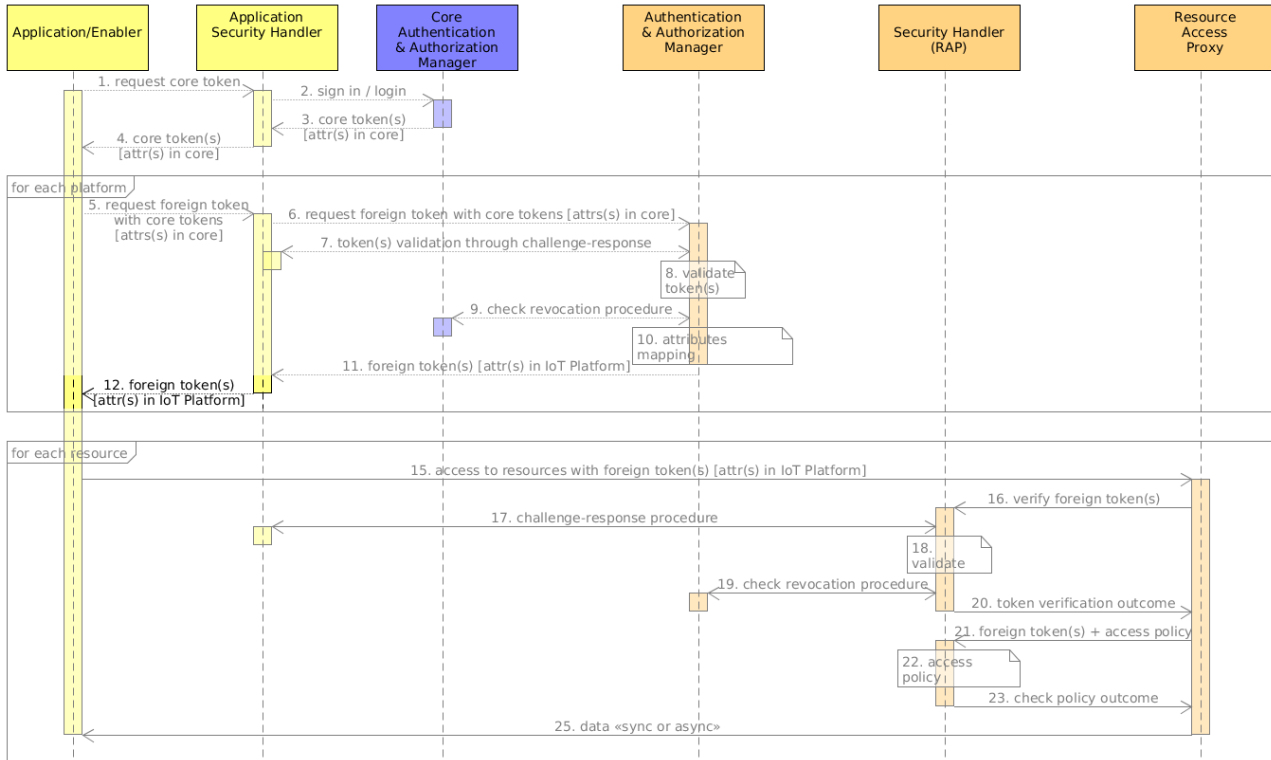 Application/Enabler
Application
Security Handler
Core
Authentication
& Authorization
Manager
Authentication
& Authorization
Manager
Security Handler
(RAP)
Resource
Access
Proxy
1. request core token
2. sign in / login
3. core token(s)
[attr(s) in core]
4. core token(s)
[attr(s) in core]
for each platform
5. request foreign token
with core tokens
[attrs(s) in core]
6. request foreign token with core tokens [attrs(s) in core]
7. token(s) validation through challenge-response
8. validate
token(s)
9. check revocation procedure
10. attributes
mapping
11. foreign token(s) [attr(s) in IoT Platform]
12. foreign token(s)
[attr(s) in IoT Platform]
for each resource
15. access to resources with foreign token(s) [attr(s) in IoT Platform]
16. verify foreign token(s)
17. challenge-response procedure
18.
validate
19. check revocation procedure
20. token verification outcome
21. foreign token(s) + access policy
22. access
policy
23. check policy outcome
25. data «sync or async»